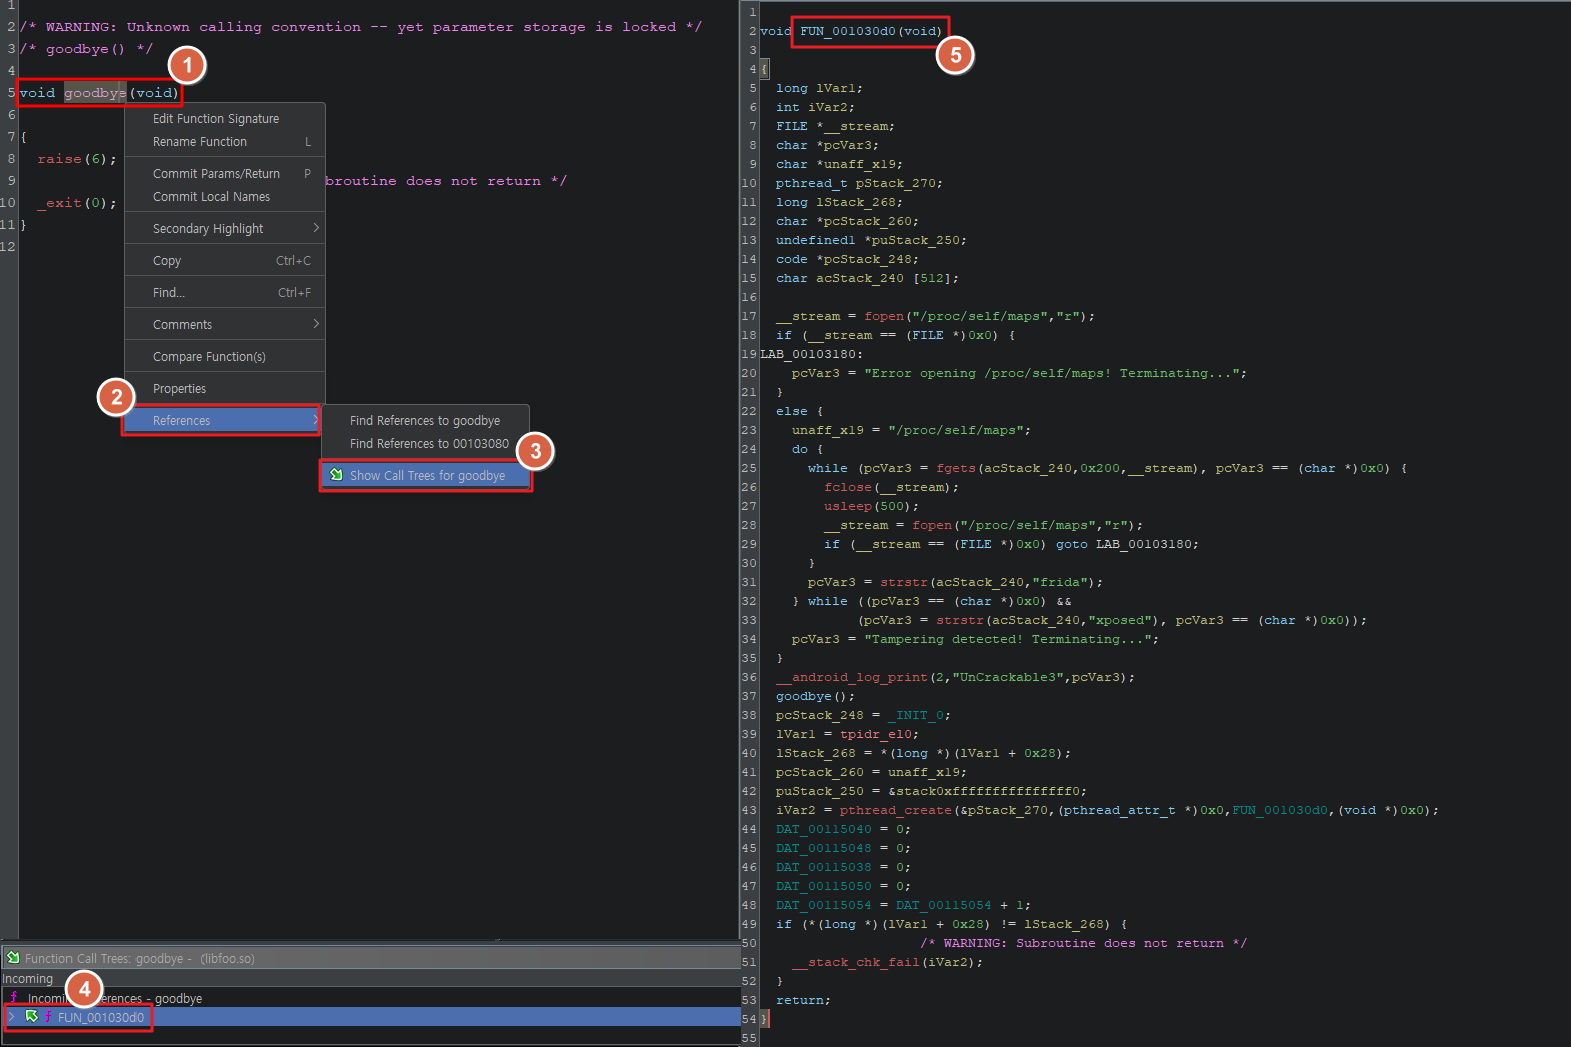 1
2 /* WARNING: Unknown calling convention -- yet parameter storage is locked */
3 /* goodbye() */
4
1
5 void goodbye(void)
6
7 {
8 raise(6);
9 broutine does not return */
10 _exit(0);
11 }
12
Edit Function Signature
Rename Function L
Commit Params/Return P
Commit Local Names
Secondary Highlight >
Copy Ctrl+C
Find... Ctrl+F
Comments >
Compare Function(s)
Properties
2
References >
Find References to goodbye
Find References to 00103080
3
Show Call Trees for goodbye
Function Call Trees: goodbye - (libfoo.so)
Incoming
4
f Incomi erences - goodbye
> f FUN_001030d0
1
2 void FUN_001030d0(void)
3
5
4 {
5 long lVar1;
6 int iVar2;
7 FILE *__stream;
8 char *pcVar3;
9 char *unaff_x19;
10 pthread_t pStack_270;
11 long lStack_268;
12 char *pcStack_260;
13 undefined1 *puStack_250;
14 code *pcStack_248;
15 char acStack_240 [512];
16
17 __stream = fopen("/proc/self/maps","r");
18 if (__stream == (FILE *)0x0) {
19 LAB_00103180:
20 pcVar3 = "Error opening /proc/self/maps! Terminating...";
21 }
22 else {
23 unaff_x19 = "/proc/self/maps";
24 do {
25 while (pcVar3 = fgets(acStack_240,0x200,__stream), pcVar3 == (char *)0x0) {
26 fclose(__stream);
27 usleep(500);
28 __stream = fopen("/proc/self/maps","r");
29 if (__stream == (FILE *)0x0) goto LAB_00103180;
30 }
31 pcVar3 = strstr(acStack_240,"frida");
32 } while ((pcVar3 == (char *)0x0) &&
33 (pcVar3 = strstr(acStack_240,"xposed"), pcVar3 == (char *)0x0));
34 pcVar3 = "Tampering detected! Terminating...";
35 }
36 __android_log_print(2,"UnCrackable3",pcVar3);
37 goodbye();
38 pcStack_248 = _INIT_0;
39 lVar1 = tpidr_el0;
40 lStack_268 = *(long *)(lVar1 + 0x28);
41 pcStack_260 = unaff_x19;
42 puStack_250 = &stack0xfffffffffffffff0;
43 iVar2 = pthread_create(&pStack_270,(pthread_attr_t *)0x0,FUN_001030d0,(void *)0x0);
44 DAT_00115040 = 0;
45 DAT_00115048 = 0;
46 DAT_00115038 = 0;
47 DAT_00115050 = 0;
48 DAT_00115054 = DAT_00115054 + 1;
49 if (*(long *)(lVar1 + 0x28) != lStack_268) {
50 /* WARNING: Subroutine does not return */
51 __stack_chk_fail(iVar2);
52 }
53 return;
54 }
55